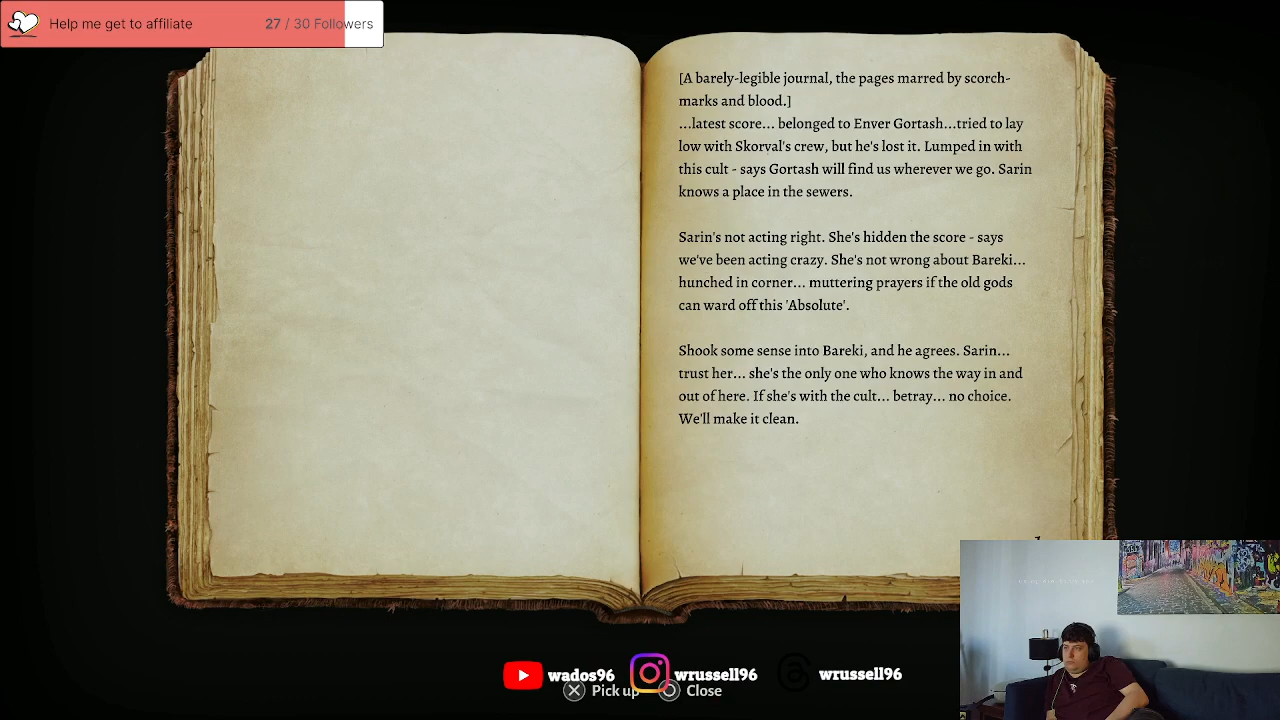 Help me get to affiliate 27 / 30 Followers
[A barely-legible journal, the pages marred by scorch-
marks and blood.]
...latest score... belonged to Enver Gortash...tried to lay
low with Skorval's crew, but he's lost it. Lumped in with
this cult - says Gortash will find us wherever we go. Sarin
knows a place in the sewers.
Sarin's not acting right. She's hidden the score - says
we've been acting crazy. She's not wrong about Bareki...
hunched in corner... muttering prayers if the old gods
can ward off this 'Absolute'.
Shook some sense into Bareki, and he agrees. Sarin...
trust her... she's the only one who knows the way in and
out of here. If she's with the cult... betray... no choice.
We'll make it clean.
wados96 wrussell96 wrussell96
Pick up Close